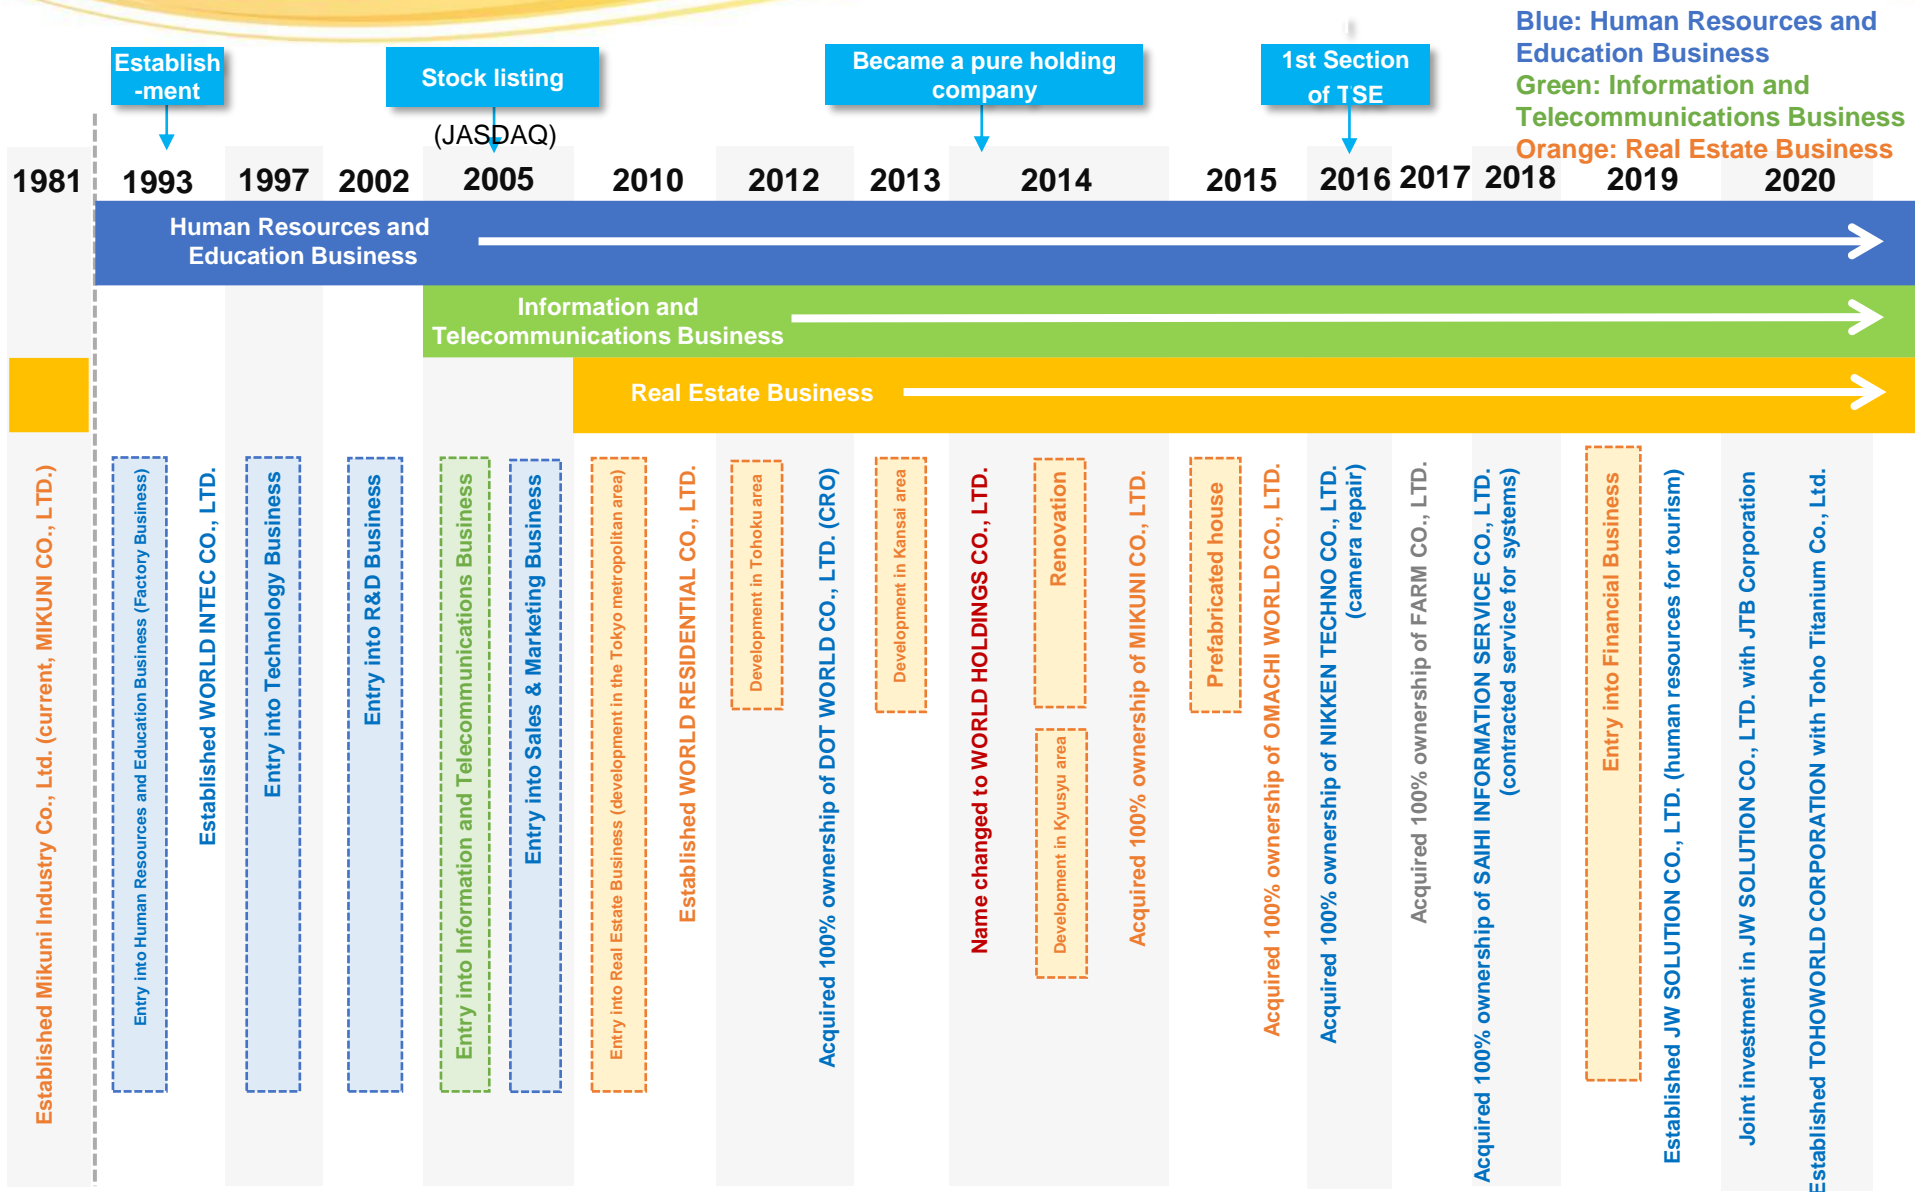 Blue: Human Resources and
Education Business
Green: Information and
Telecommunications Business
Orange: Real Estate Business
Establish
-ment
Stock listing
(JASDAQ)
Became a pure holding
company
1st Section
of TSE
1981
1993
1997
2002
2005
2010
2012
2013
2014
2015
2016
2017
2018
2019
2020
Human Resources and
Education Business
Information and
Telecommunications Business
Real Estate Business
Established Mikuni Industry Co., Ltd. (current, MIKUNI CO., LTD.)
Entry into Human Resources and Education Business (Factory Business)
Established WORLD INTEC CO., LTD.
Entry into Technology Business
Entry into R&D Business
Entry into Information and Telecommunications Business
Entry into Sales & Marketing Business
Entry into Real Estate Business (development in the Tokyo metropolitan area)
Established WORLD RESIDENTIAL CO., LTD.
Development in Tohoku area
Acquired 100% ownership of DOT WORLD CO., LTD. (CRO)
Development in Kansai area
Name changed to WORLD HOLDINGS CO., LTD.
Renovation
Development in Kyusyu area
Acquired 100% ownership of MIKUNI CO., LTD.
Prefabricated house
Acquired 100% ownership of OMACHI WORLD CO., LTD.
Acquired 100% ownership of NIKKEN TECHNO CO., LTD.
(camera repair)
Acquired 100% ownership of FARM CO., LTD.
Acquired 100% ownership of SAIHI INFORMATION SERVICE CO., LTD.
(contracted service for systems)
Entry into Financial Business
Established JW SOLUTION CO., LTD. (human resources for tourism)
Joint investment in JW SOLUTION CO., LTD. with JTB Corporation
Established TOHOWORLD CORPORATION with Toho Titanium Co., Ltd.